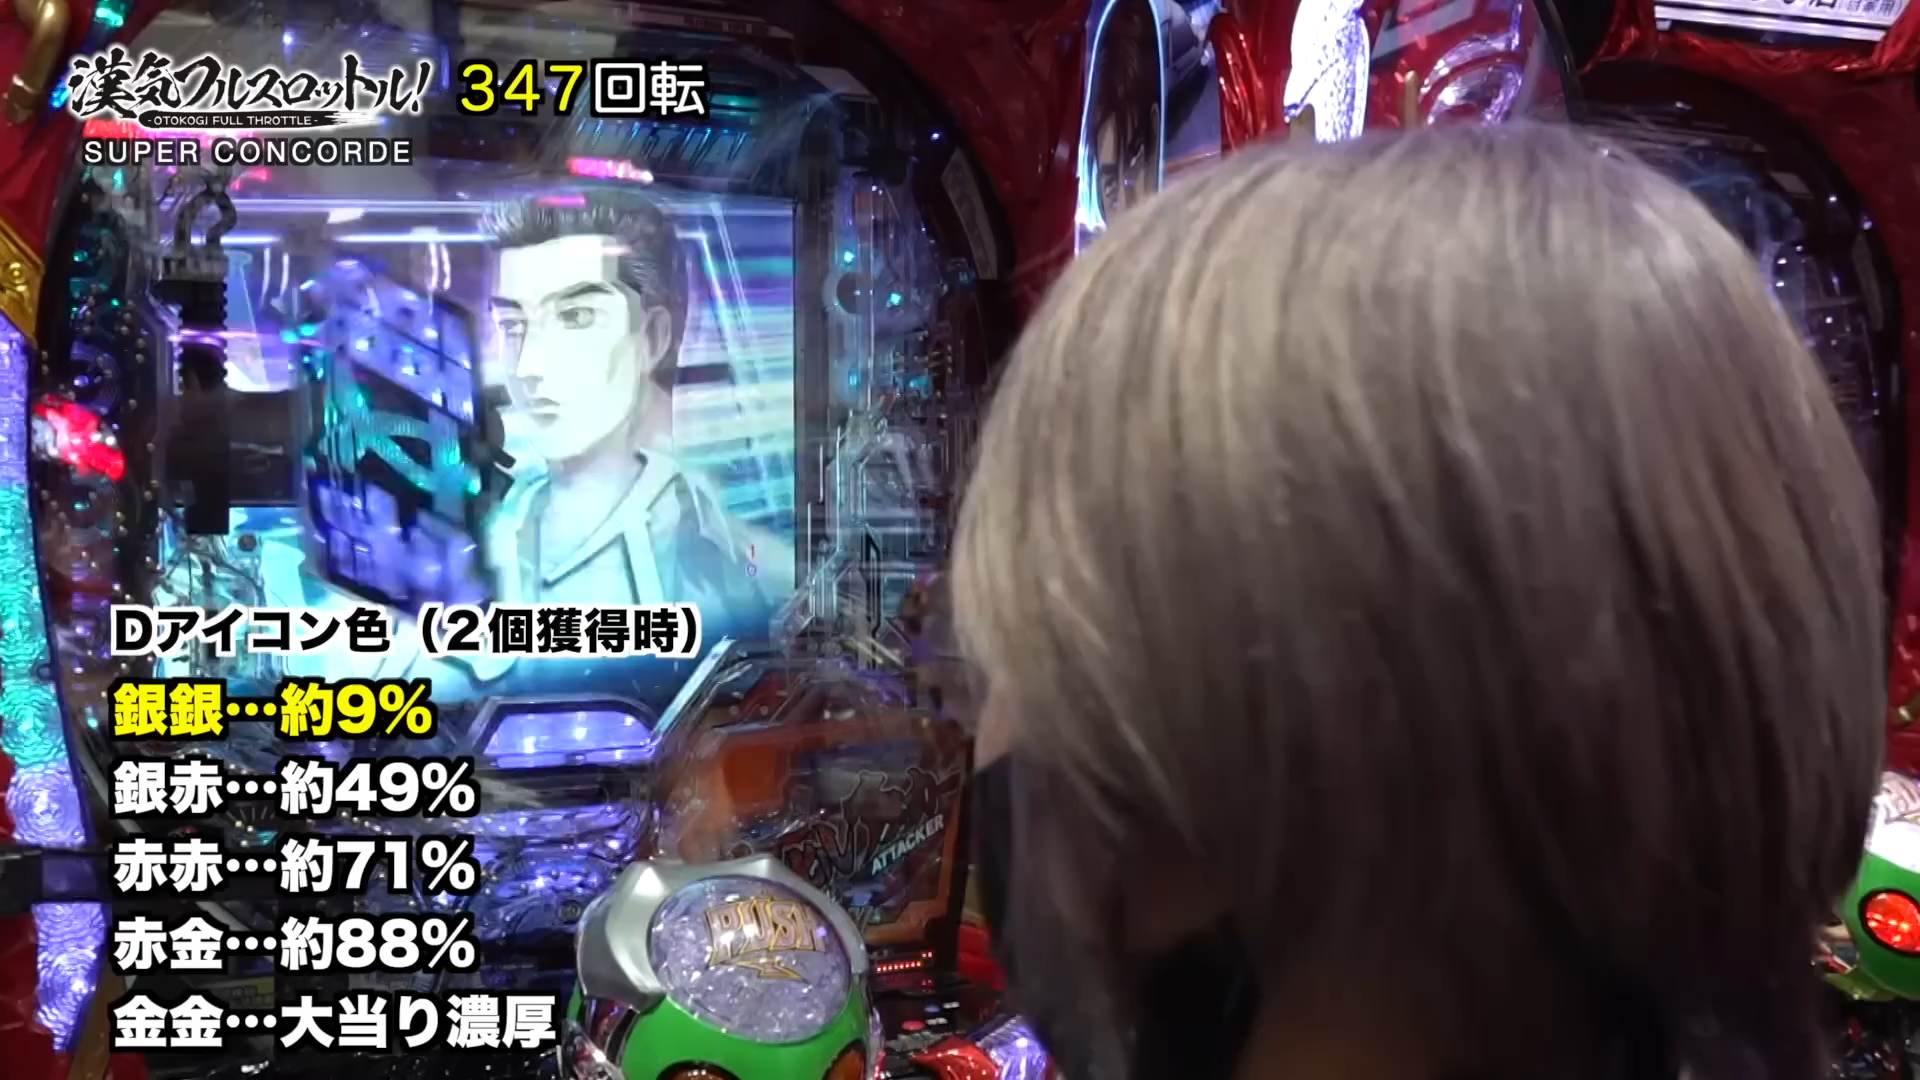 漢気フルスロットル!
-OTOKOGI FULL THROTTLE-
SUPER CONCORDE
347回転
Dアイコン色（2個獲得時）
銀銀…約9%
銀赤…約49%
赤赤…約71%
赤金…約88%
金金…大当り濃厚
ATTACKER
PUSH